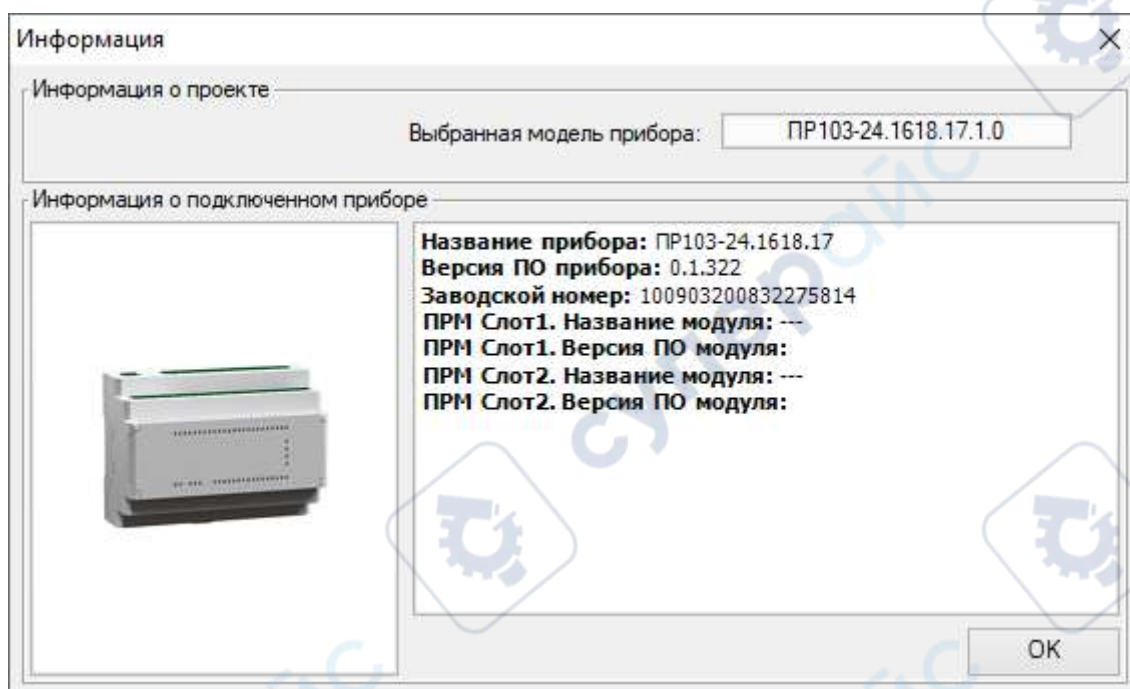 Информация
Информация о проекте
Выбранная модель прибора: ПР103-24.1618.17.1.0
Информация о подключенном приборе
Название прибора: ПР103-24.1618.17
Версия ПО прибора: 0.1.322
Заводской номер: 100903200832275814
ПРМ Слот1. Название модуля: ---
ПРМ Слот1. Версия ПО модуля:
ПРМ Слот2. Название модуля: ---
ПРМ Слот2. Версия ПО модуля:
суперайс
OK